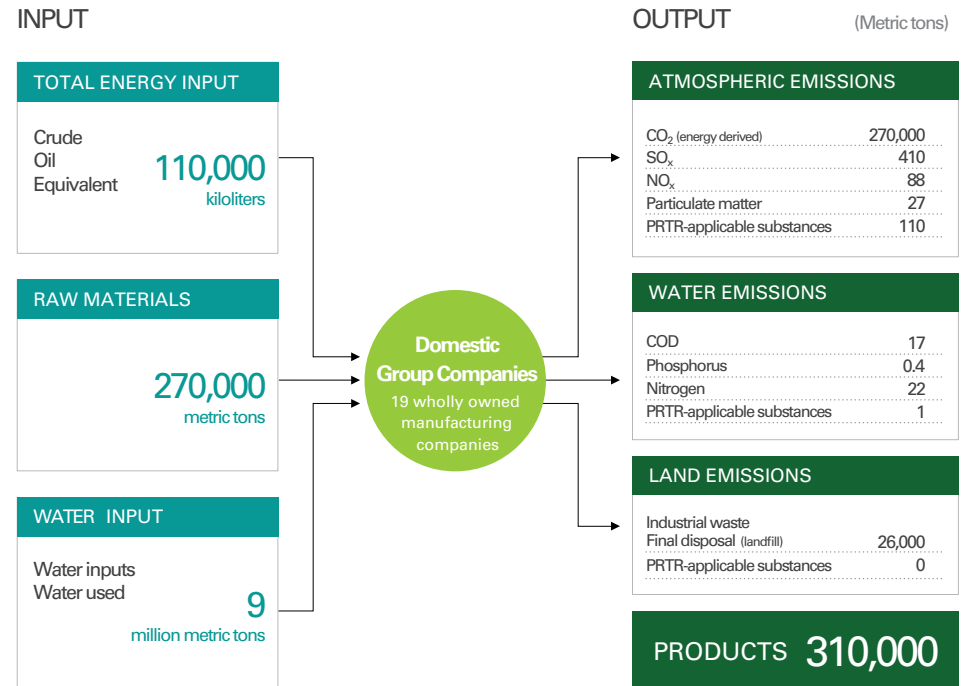 INPUT
TOTAL ENERGY INPUT
Crude
Oil
Equivalent
110,000
kiloliters
RAW MATERIALS
270,000
metric tons
WATER INPUT
Water inputs
Water used
9
million metric tons
Domestic
Group Companies
19 wholly owned
manufacturing
companies
OUTPUT (Metric tons)
ATMOSPHERIC EMISSIONS
CO₂ (energy derived) 270,000
SOₓ 410
NOₓ 88
Particulate matter 27
PRTR-applicable substances 110
WATER EMISSIONS
COD 17
Phosphorus 0.4
Nitrogen 22
PRTR-applicable substances 1
LAND EMISSIONS
Industrial waste
Final disposal (landfill) 26,000
PRTR-applicable substances 0
PRODUCTS 310,000